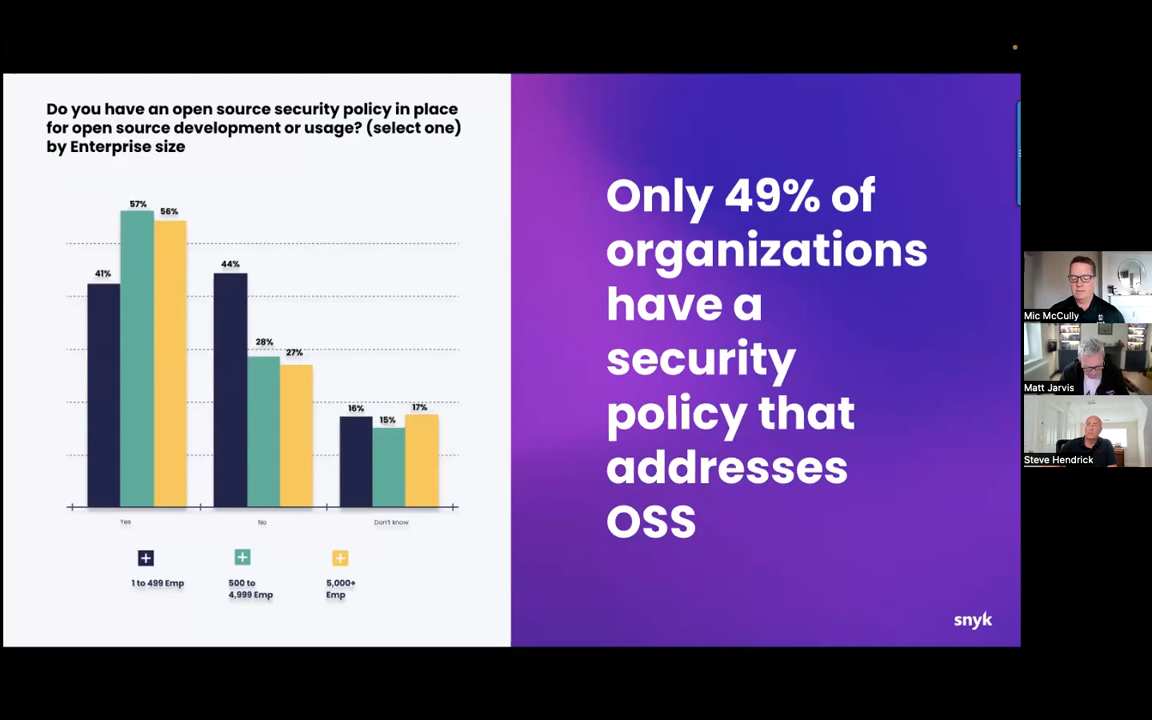 Do you have an open source security policy in place
for open source development or usage? (select one)
by Enterprise size
57%
56%
41%
44%
28%
27%
16%
15%
17%
Yes
No
Don't know
1 to 499 Emp
500 to
4,999 Emp
5,000+
Emp
Only 49% of
organizations
have a
security
policy that
addresses
OSS
snyk
Mic McCully
Matt Jarvis
Steve Hendrick